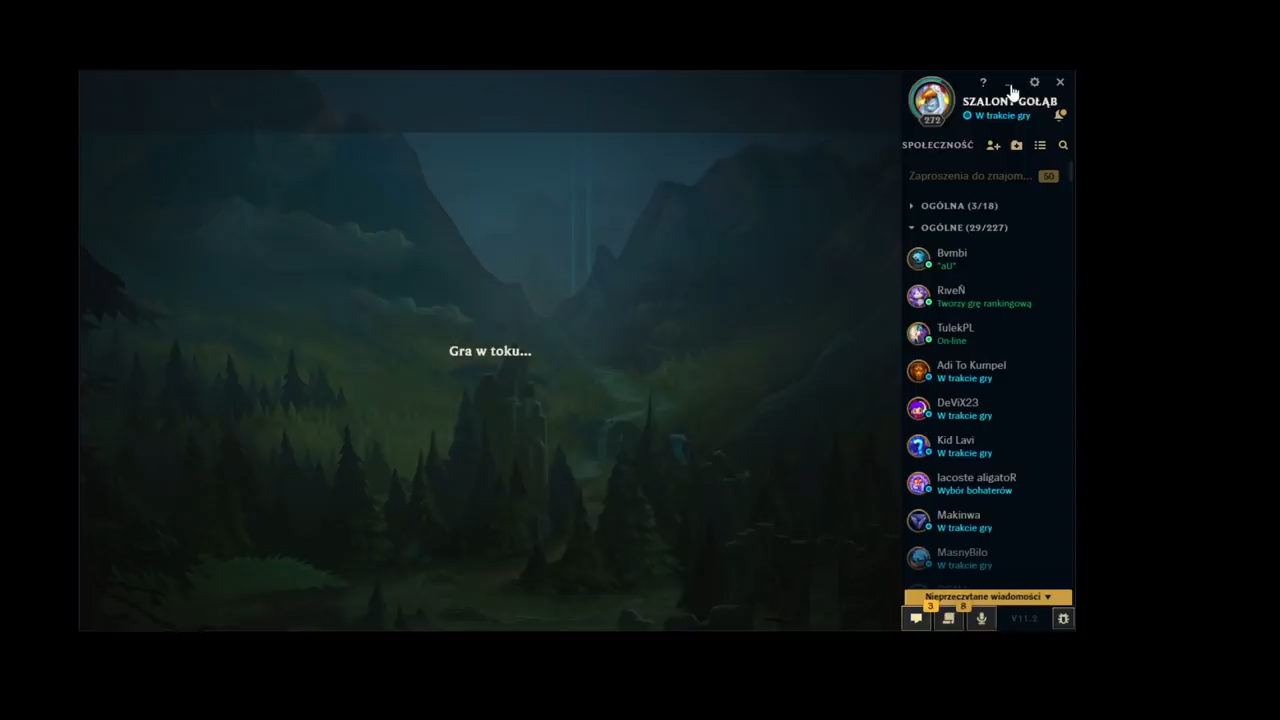 ?
SZALONY GOŁĄB
272
W trakcie gry
SPOŁECZNOŚĆ
Zaproszenia do znajom... 50
OGÓLNA (3/18)
OGÓLNE (29/227)
Bvmbi
"aU"
RıveŇ
Tworzy grę rankingową
TulekPL
On-line
Adi To Kumpel
W trakcie gry
DeViX23
W trakcie gry
Kid Lavi
W trakcie gry
lacoste aligatoR
Wybór bohaterów
Makinwa
W trakcie gry
MasnyBilo
W trakcie gry
Gra w toku...
Nieprzeczytane wiadomości
3 8
V11.2